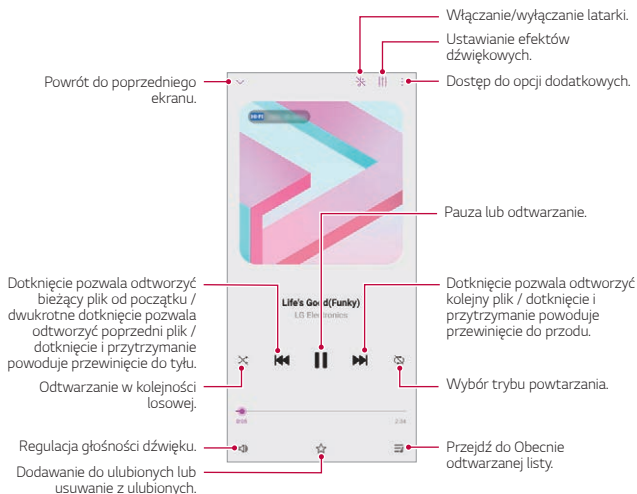 Włączanie/wyłączanie latarki.
Ustawianie efektów
dźwiękowych.
Dostęp do opcji dodatkowych.
Powrót do poprzedniego
ekranu.
Pauza lub odtwarzanie.
Dotknięcie pozwala odtworzyć
bieżący plik od początku /
dwukrotne dotknięcie pozwala
odtworzyć poprzedni plik /
dotknięcie i przytrzymanie
powoduje przewinięcie do tyłu.
Life's Good(Funky)
LG Electronics
Dotknięcie pozwala odtworzyć
kolejny plik / dotknięcie i
przytrzymanie powoduje
przewinięcie do przodu.
Odtwarzanie w kolejności
losowej.
Wybór trybu powtarzania.
Regulacja głośności dźwięku.
Przejdź do Obecnie
odtwarzanej listy.
Dodawanie do ulubionych lub
usuwanie z ulubionych.